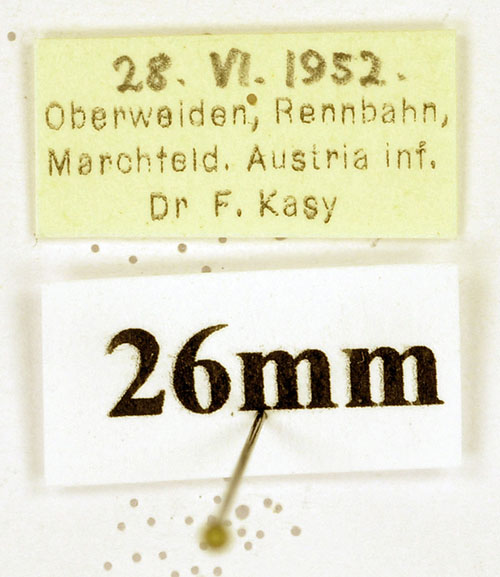 28. VI. 1952.
Oberweiden, Rennbahn,
Marchfeld. Austria inf.
Dr F. Kasy
26mm